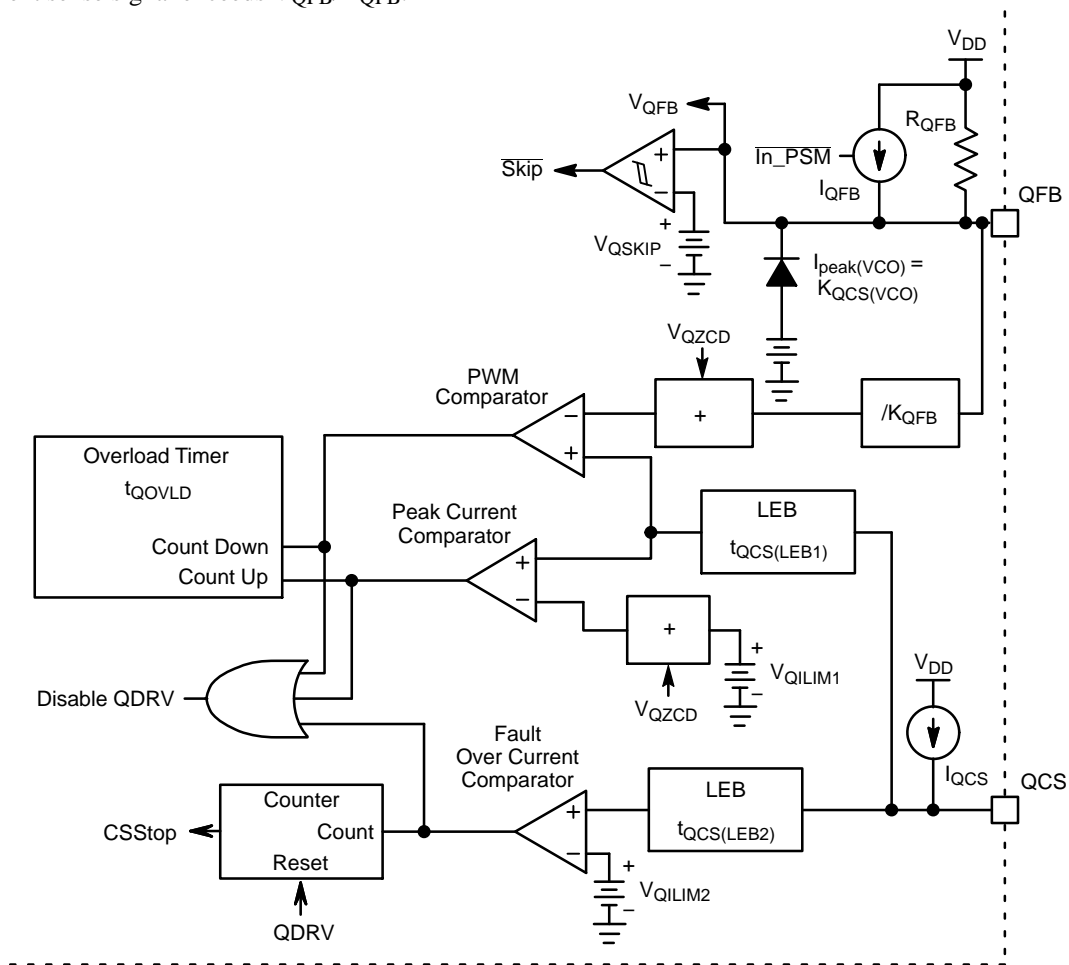 V_DD
V_QFB
R_QFB
Skip
In_PSM
I_QFB
QFB
+
−
+
V_QSKIP
−
I_peak(VCO) =
K_QCS(VCO)
V_QZCD
PWM
Comparator
−
+
+
/K_QFB
Overload Timer
t_QOVLD
Count Down
Count Up
Peak Current
Comparator
+
−
LEB
t_QCS(LEB1)
+
+
V_QILIM1
−
V_QZCD
Disable QDRV
V_DD
I_QCS
QCS
Fault
Over Current
Comparator
+
−
LEB
t_QCS(LEB2)
+
V_QILIM2
−
Counter
Count
Reset
CSStop
QDRV